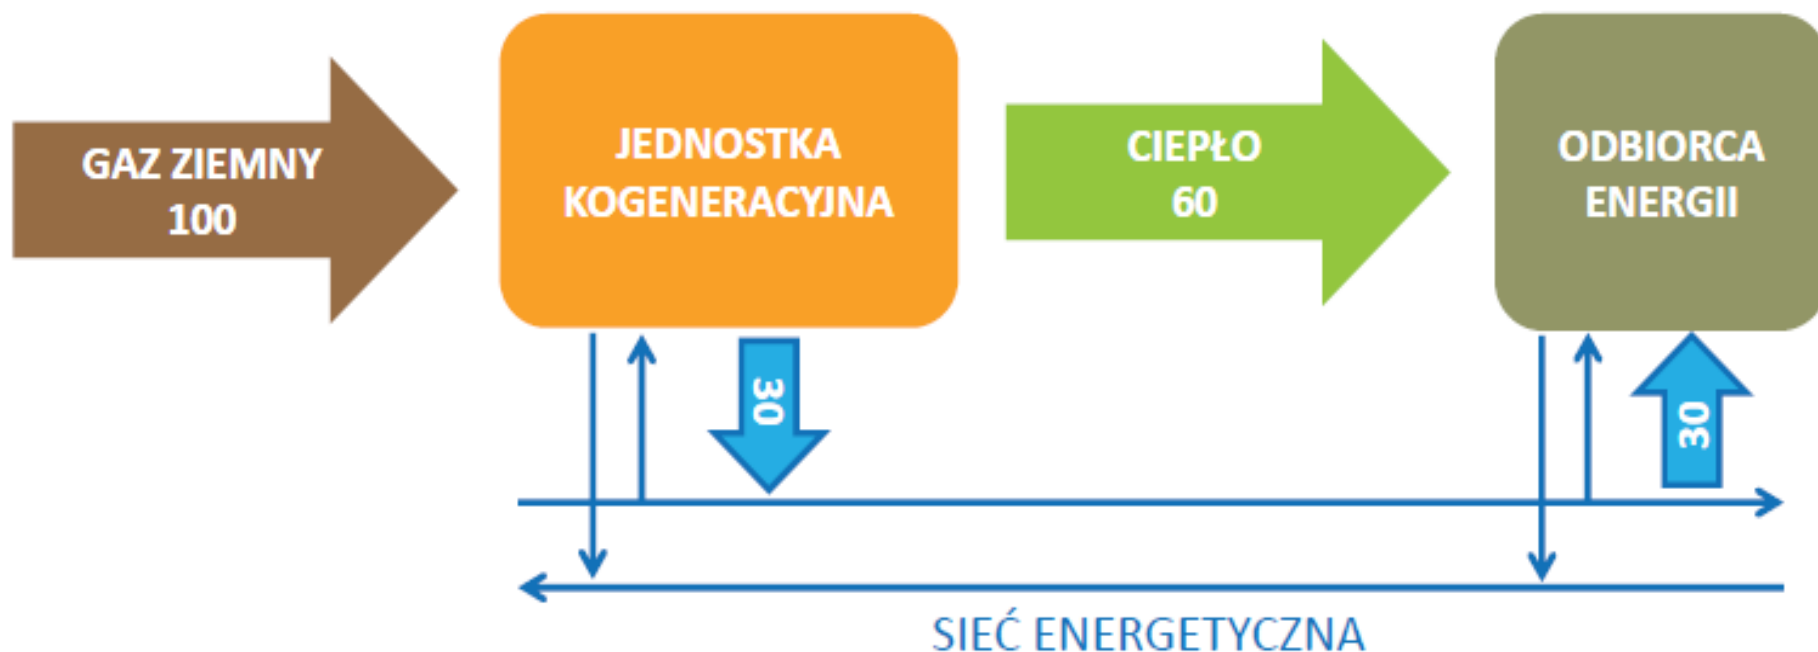 GAZ ZIEMNY
100
JEDNOSTKA
KOGENERACYJNA
CIEPŁO
60
ODBIORCA
ENERGII
30
30
SIEĆ ENERGETYCZNA